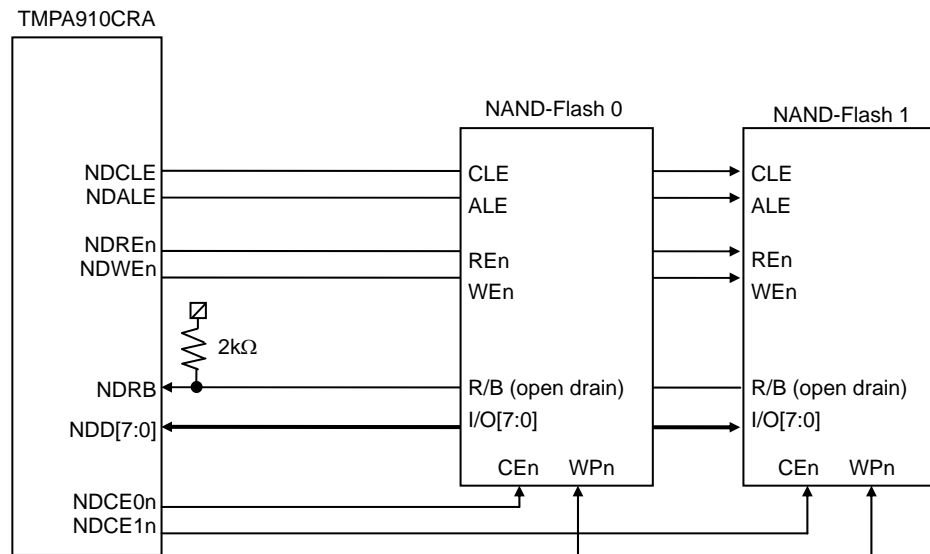 TMPA910CRA
NAND-Flash 0
NAND-Flash 1
NDCLE
NDALE
NDREn
NDWEn
2kΩ
NDRB
NDD[7:0]
NDCE0n
NDCE1n
CLE
ALE
REn
WEn
R/B (open drain)
I/O[7:0]
CEn WPn
CLE
ALE
REn
WEn
R/B (open drain)
I/O[7:0]
CEn WPn